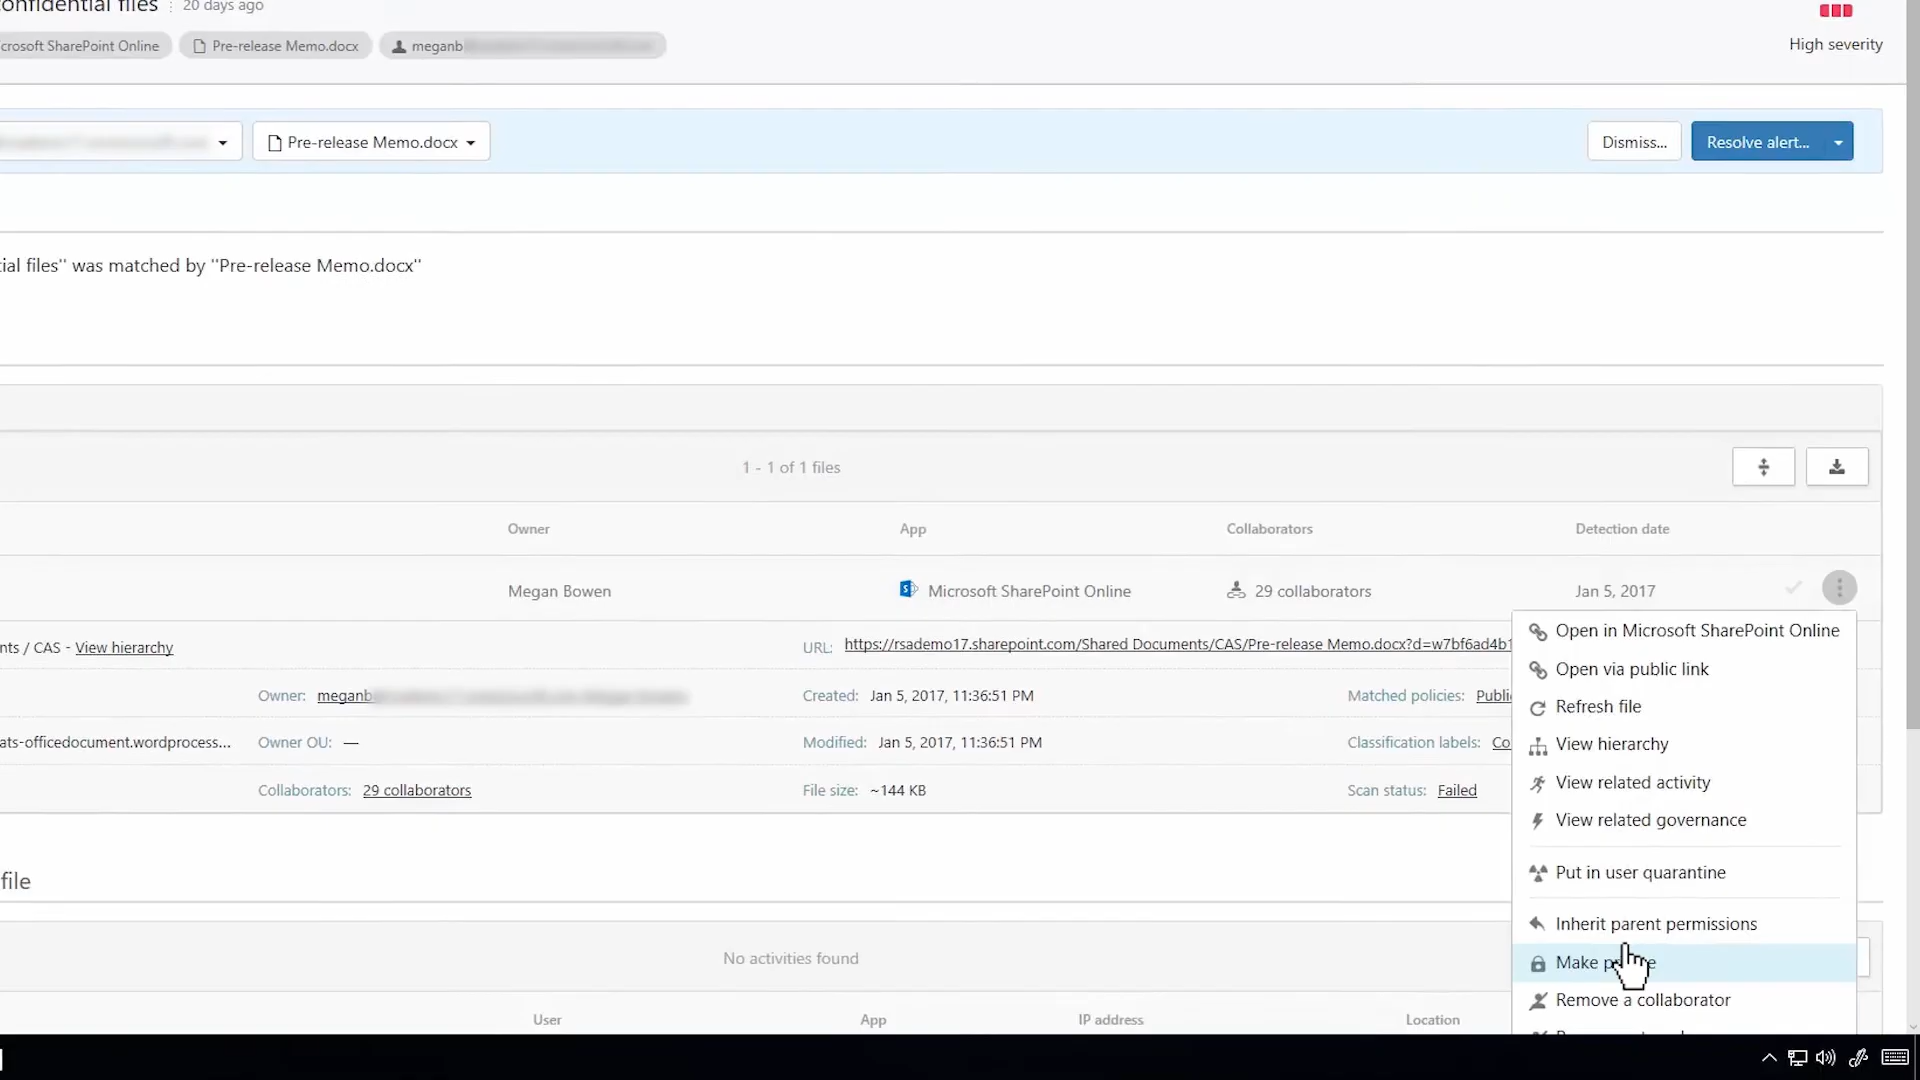 onfidential files 20 days ago
crosoft SharePoint Online Pre-release Memo.docx meganb
High severity
Pre-release Memo.docx Dismiss... Resolve alert...
ial files" was matched by "Pre-release Memo.docx"
1 - 1 of 1 files
Owner App Collaborators Detection date
Megan Bowen Microsoft SharePoint Online 29 collaborators Jan 5, 2017
nts / CAS - View hierarchy URL: https://rsademo17.sharepoint.com/Shared Documents/CAS/Pre-release Memo.docx?d=w7bf6ad4b1
Owner: meganb Created: Jan 5, 2017, 11:36:51 PM Matched policies: Publi
ats-officedocument.wordprocess... Owner OU: — Modified: Jan 5, 2017, 11:36:51 PM Classification labels: Co
Collaborators: 29 collaborators File size: ~144 KB Scan status: Failed
Open in Microsoft SharePoint Online
Open via public link
Refresh file
View hierarchy
View related activity
View related governance
Put in user quarantine
Inherit parent permissions
Make
Remove a collaborator
file
No activities found
User App IP address Location